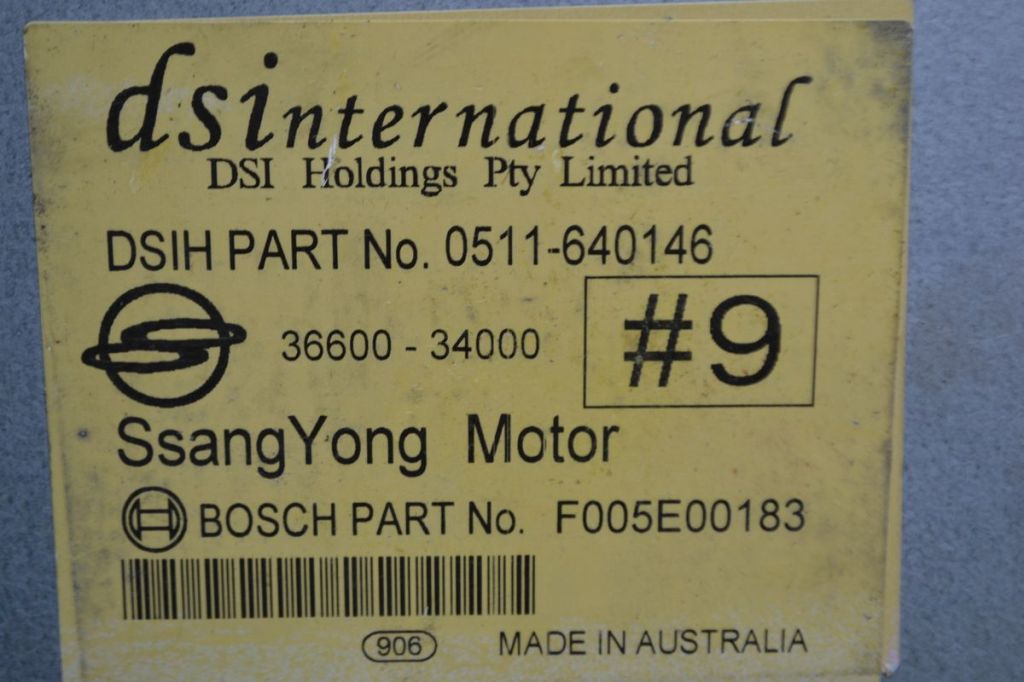 dsinternational
DSI Holdings Pty Limited
DSIH PART No. 0511-640146
36600 - 34000
#9
SsangYong Motor
BOSCH PART No. F005E00183
906
MADE IN AUSTRALIA